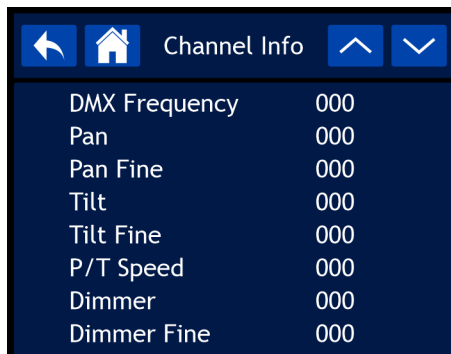 Channel Info
DMX Frequency 000
Pan 000
Pan Fine 000
Tilt 000
Tilt Fine 000
P/T Speed 000
Dimmer 000
Dimmer Fine 000